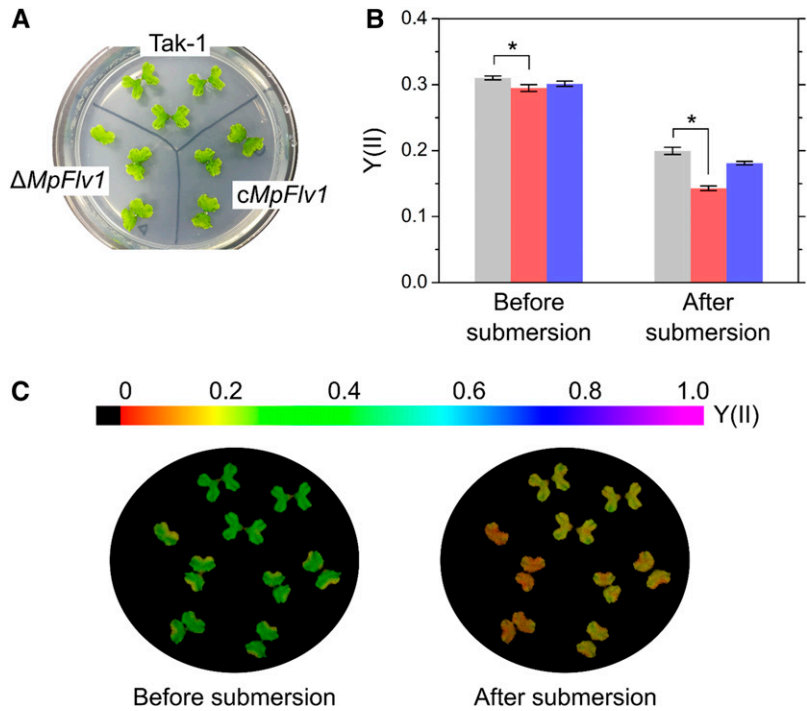 A
Tak-1
ΔMpFlv1
cMpFlv1
B
Y(II)
0.4
0.3
0.2
0.1
0.0
*
*
Before
submersion
After
submersion
C
0 0.2 0.4 0.6 0.8 1.0
Y(II)
Before submersion
After submersion